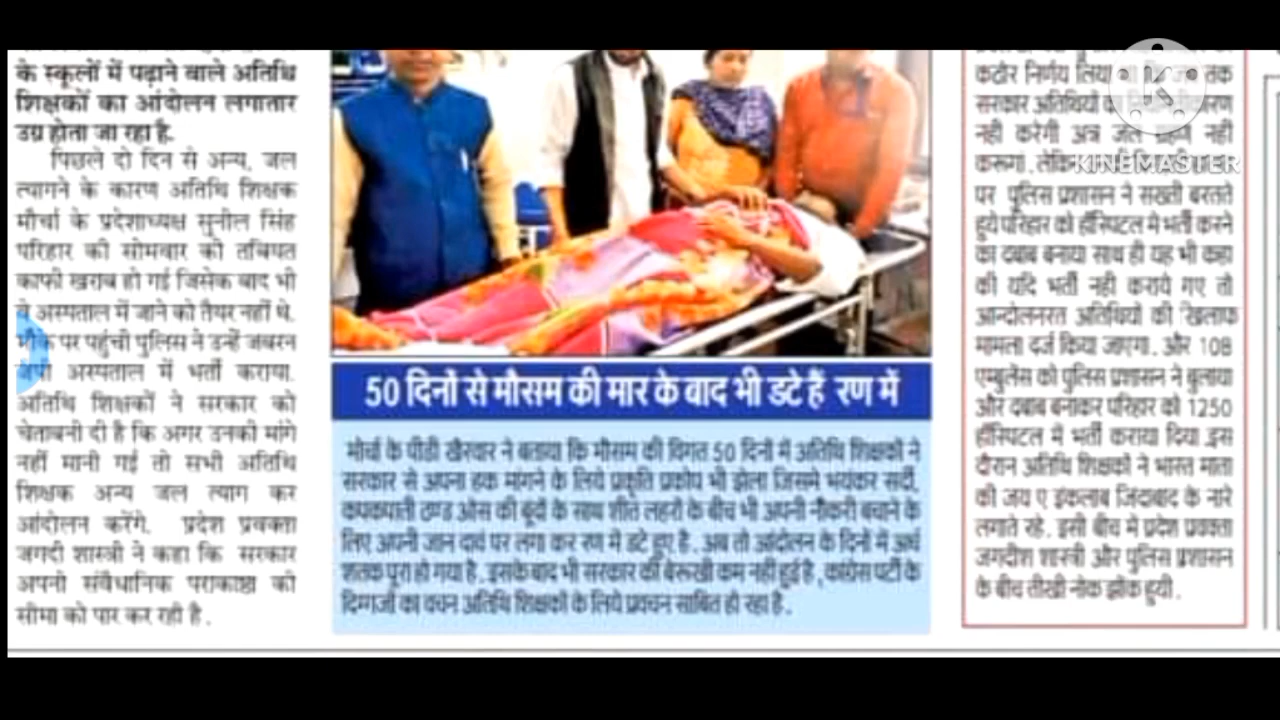 के स्कूलों में पढ़ाने वाले अतिथि
शिक्षकों का आंदोलन लगातार
उग्र होता जा रहा है.
पिछले दो दिन से अन्य, जल
त्यागने के कारण अतिथि शिक्षक
मोर्चा के प्रदेशाध्यक्ष सुनील सिंह
परिहार की सोमवार को तबियत
काफी खराब हो गई जिसेक बाद भी
वे अस्पताल में जाने को तैयार नहीं थे.
मौके पर पहुंची पुलिस ने उन्हें जबरन
जेपी अस्पताल में भर्ती कराया.
अतिथि शिक्षकों ने सरकार को
चेताबनी दी है कि अगर उनकी मांगे
नहीं मानी गई तो सभी अतिथि
शिक्षक अन्य जल त्याग कर
आंदोलन करेंगे. प्रदेश प्रवक्ता
जगदी शास्त्री ने कहा कि सरकार
अपनी संवैधानिक पराकाष्ठा की
सीमा को पार कर रही है.
50 दिनों से मौसम की मार के वाद भी डटे हैं रण में
मोर्चा के पीडी खैरवार ने बताया कि मौसम की विगत 50 दिनों में अतिथि शिक्षकों ने
सरकार से अपना हक मांगने के लिये प्रकृति प्रकोप भी झेला जिसमे भयंकर सर्दी,
कपकपाती ठण्ड ओस की बूंदों के साथ शीत लहरों के बीच भी अपनी नौकरी बचाने के
लिए अपनी जान दावं पर लगा कर रण में डटे हुए है. अब तो आंदोलन के दिनों में अर्ध
शतक पूरा हो गया है. इसके बाद भी सरकार की बेरूखी कम नहीं हुई है, कांग्रेस पर्टी के
दिग्गजों का वचन अतिथि शिक्षकों के लिये प्रवचन साबित हो रहा है.
कठोर निर्णय लिया तक
सरकार अतिथियों का
नही करेगी अन्न जल ग्रहण नही
करूगा. लेकिन
पर पुलिस प्रशासन ने सख्ती बरतते
हुये परिहार को हॉस्पिटल मे भर्ती करने
का दबाब बनाया साथ ही यह भी कहा
की यदि भर्ती नही कराये गए तो
आन्दोलनरत अतिथियों की खिलाफ
मामला दर्ज किया जाएगा. और 108
एम्बुलेंस को पुलिस प्रशासन ने बुलाया
और दबाब बनाकर परिहार को 1250
हॉस्पिटल में भर्ती कराया दिया.इस
दौरान अतिथि शिक्षकों ने भारत माता
की जय ए इंकलाब जिंदाबाद के नारे
लगाते रहे. इसी बीच मे प्रदेश प्रवक्ता
जगदीश शास्त्री और पुलिस प्रशासन
के बीच तीखी नोक झोक हुयी.
KINEMASTER